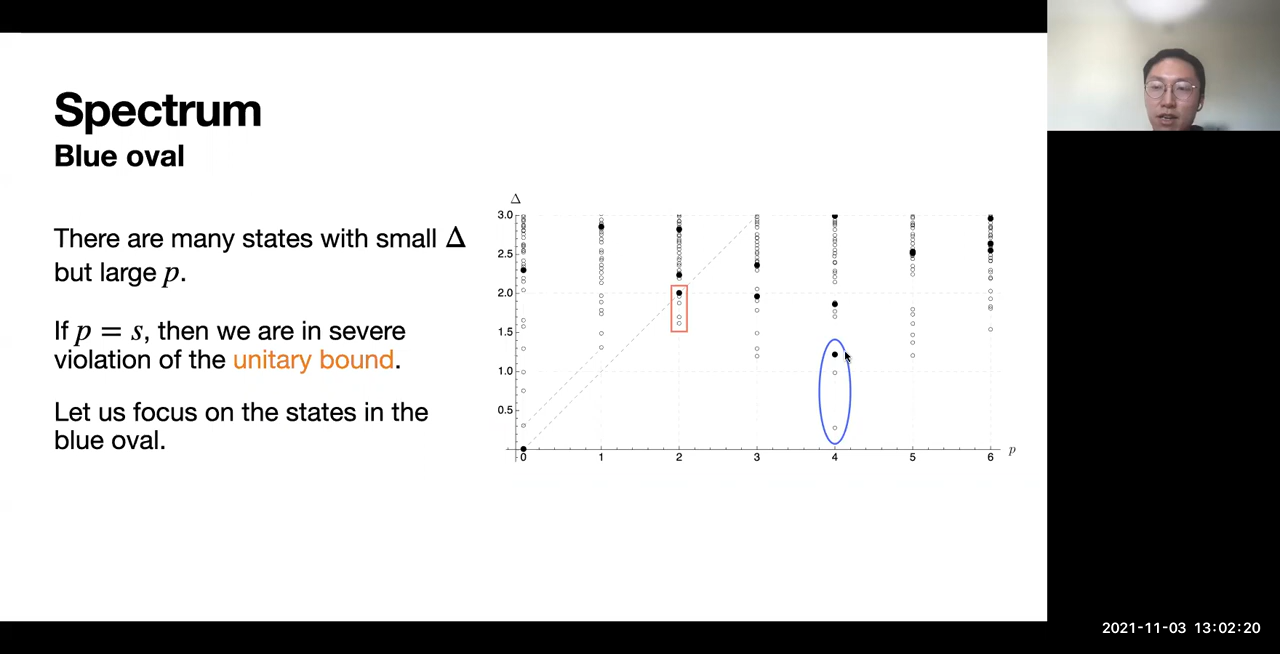 Spectrum
Blue oval
There are many states with small Δ
but large p.
If p = s, then we are in severe
violation of the unitary bound.
Let us focus on the states in the
blue oval.
Δ
3.0
2.5
2.0
1.5
1.0
0.5
0 1 2 3 4 5 6 p
2021-11-03 13:02:20